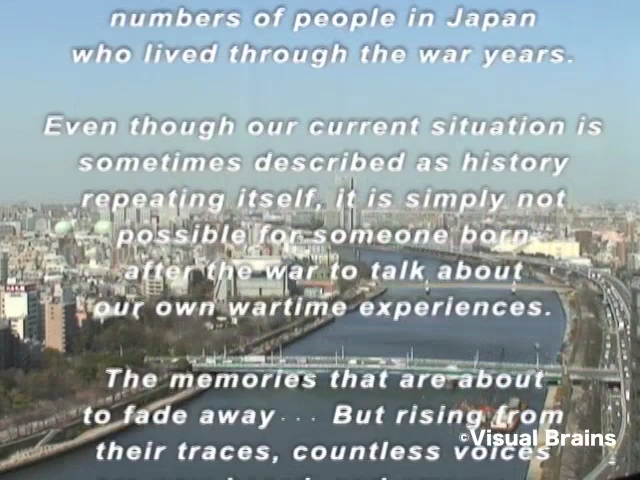 numbers of people in Japan
who lived through the war years.
Even though our current situation is
sometimes described as history
repeating itself, it is simply not
possible for someone born
after the war to talk about
our own wartime experiences.
The memories that are about
to fade away ··· But rising from
their traces, countless voices
©Visual Brains